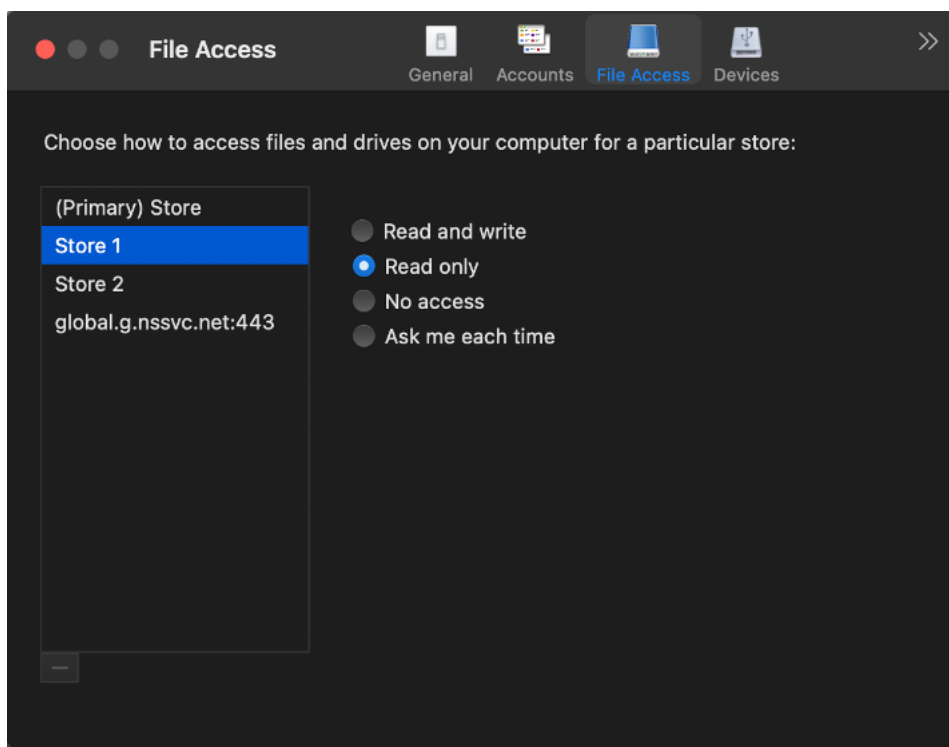 File Access
General
Accounts
File Access
Devices
Choose how to access files and drives on your computer for a particular store:
(Primary) Store
Store 1
Store 2
global.g.nssvc.net:443
Read and write
Read only
No access
Ask me each time